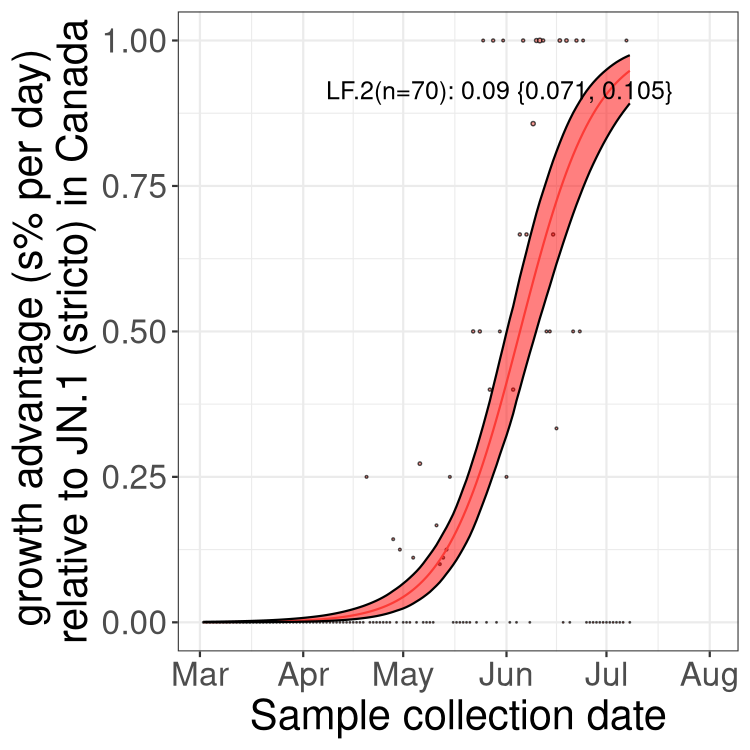 growth advantage (s% per day)
relative to JN.1 (stricto) in Canada
1.00
0.75
0.50
0.25
0.00
LF.2(n=70): 0.09 {0.071, 0.105}
Mar Apr May Jun Jul Aug
Sample collection date